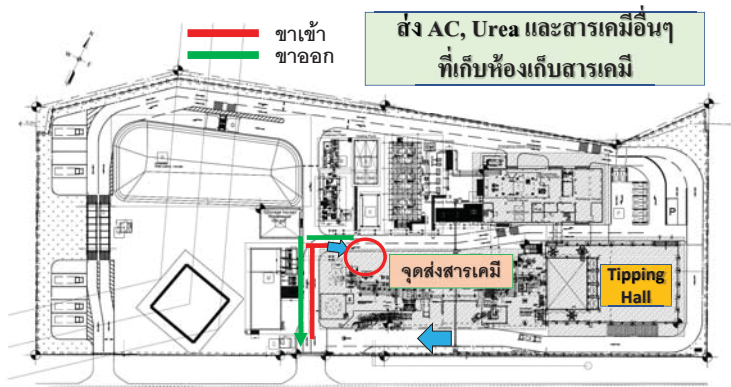 ขาเข้า
ขาออก
ส่ง AC, Urea และสารเคมีอื่นๆ
ที่เก็บห้องเก็บสารเคมี
N
P
จุดส่งสารเคมี
Tipping
Hall